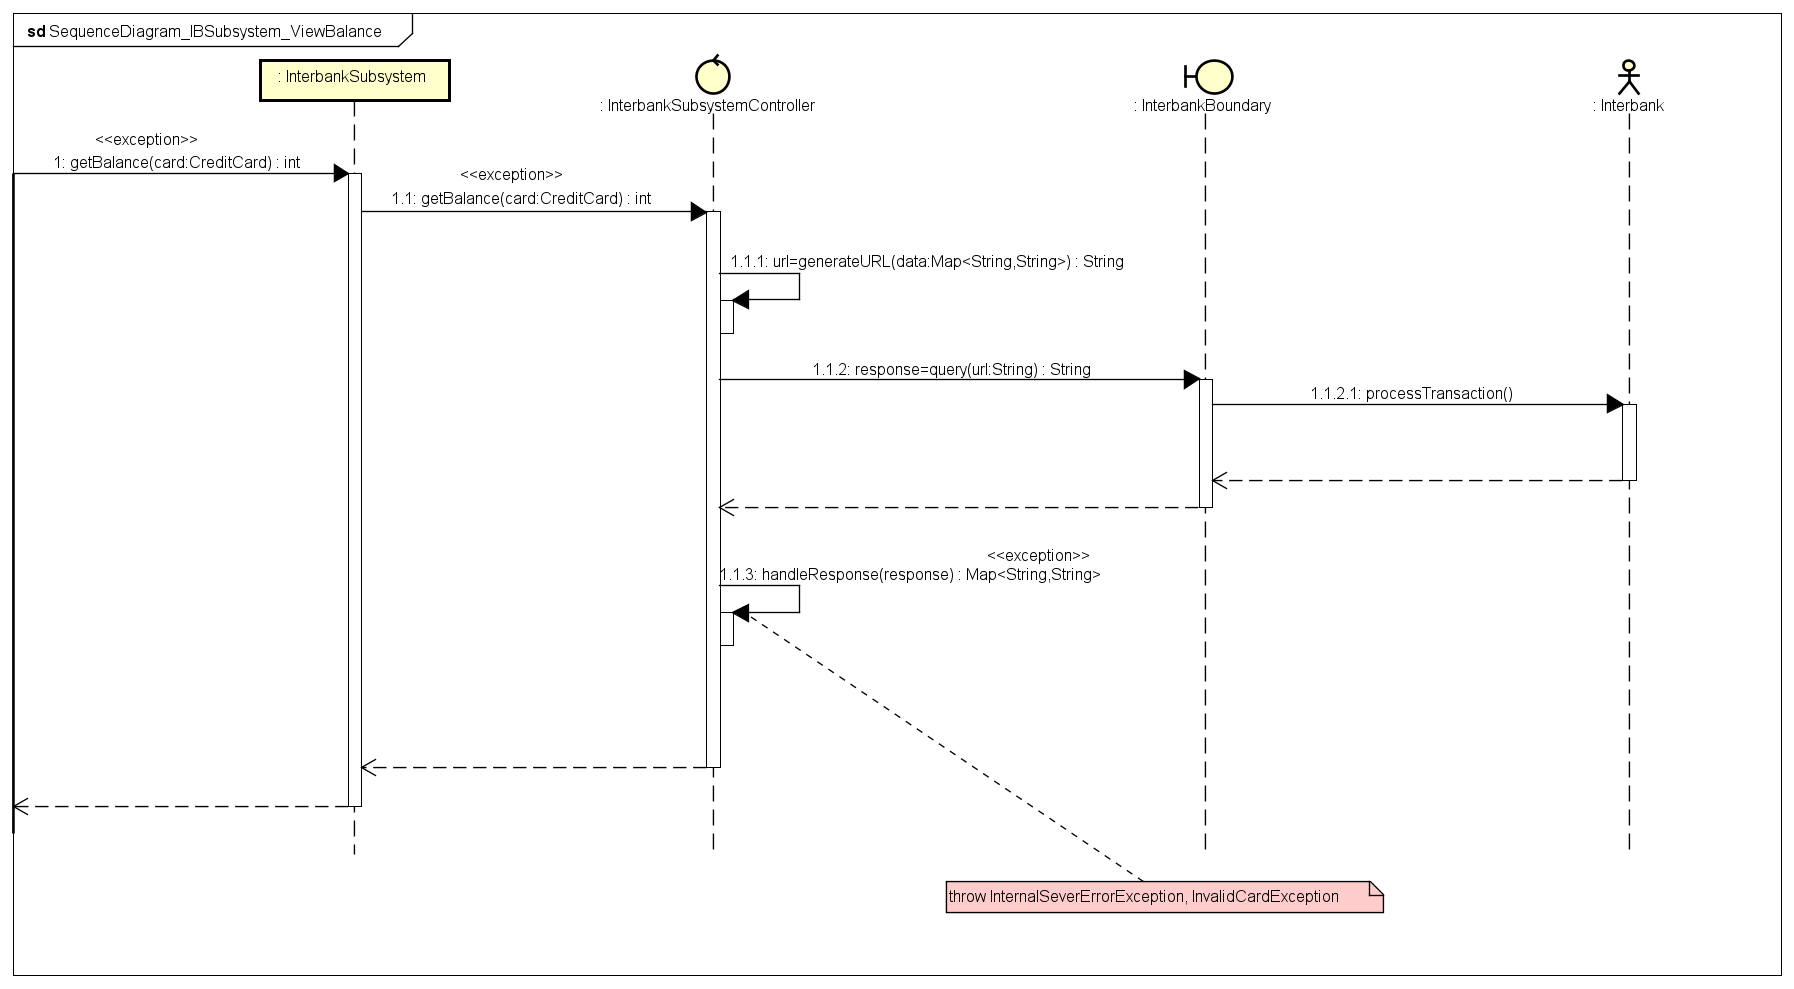 sd SequenceDiagram_IBSubsystem_ViewBalance
: InterbankSubsystem
: InterbankSubsystemController
: InterbankBoundary
: Interbank
<<exception>>
1: getBalance(card:CreditCard) : int
<<exception>>
1.1: getBalance(card:CreditCard) : int
1.1.1: url=generateURL(data:Map<String,String>) : String
1.1.2: response=query(url:String) : String
1.1.2.1: processTransaction()
<<exception>>
1.1.3: handleResponse(response) : Map<String,String>
throw InternalSeverErrorException, InvalidCardException